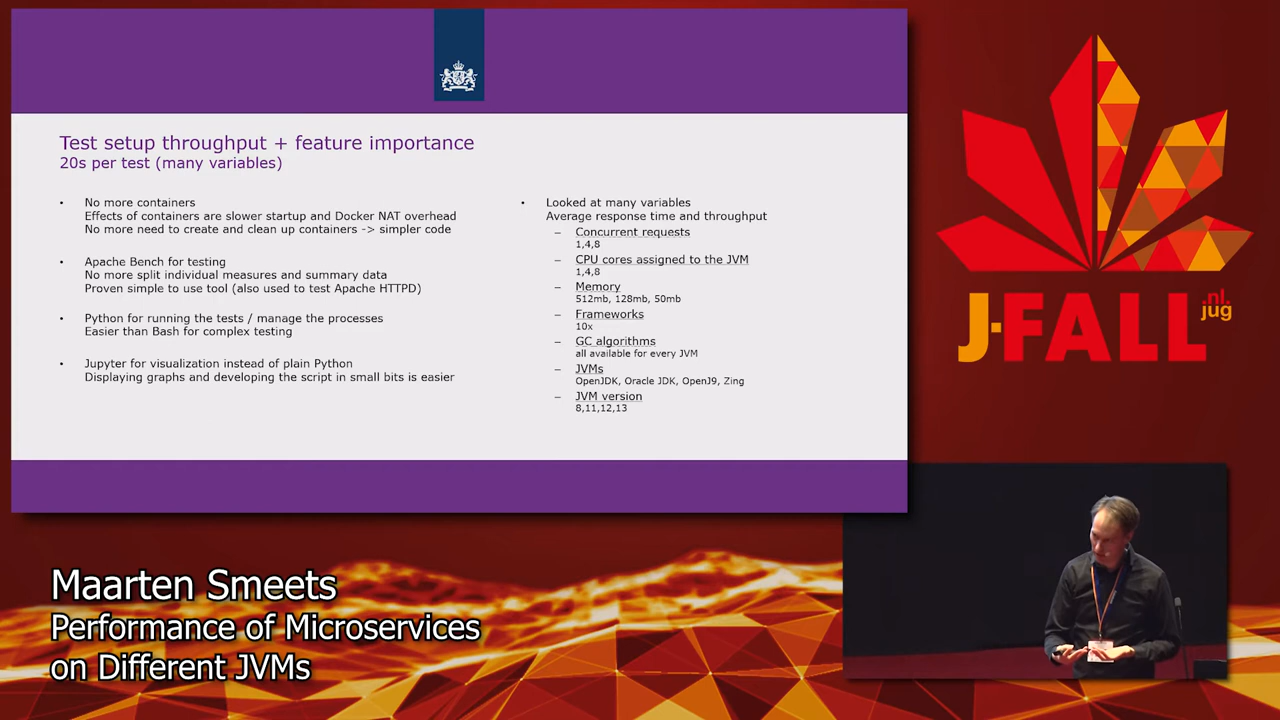 Test setup throughput + feature importance
20s per test (many variables)
• No more containers
Effects of containers are slower startup and Docker NAT overhead
No more need to create and clean up containers -> simpler code
• Apache Bench for testing
No more split individual measures and summary data
Proven simple to use tool (also used to test Apache HTTPD)
• Python for running the tests / manage the processes
Easier than Bash for complex testing
• Jupyter for visualization instead of plain Python
Displaying graphs and developing the script in small bits is easier
• Looked at many variables
Average response time and throughput
– Concurrent requests
1,4,8
– CPU cores assigned to the JVM
1,4,8
– Memory
512mb, 128mb, 50mb
– Frameworks
10x
– GC algorithms
all available for every JVM
– JVMs
OpenJDK, Oracle JDK, OpenJ9, Zing
– JVM version
8,11,12,13
J-FALL
nl.
jug
Maarten Smeets
Performance of Microservices
on Different JVMs